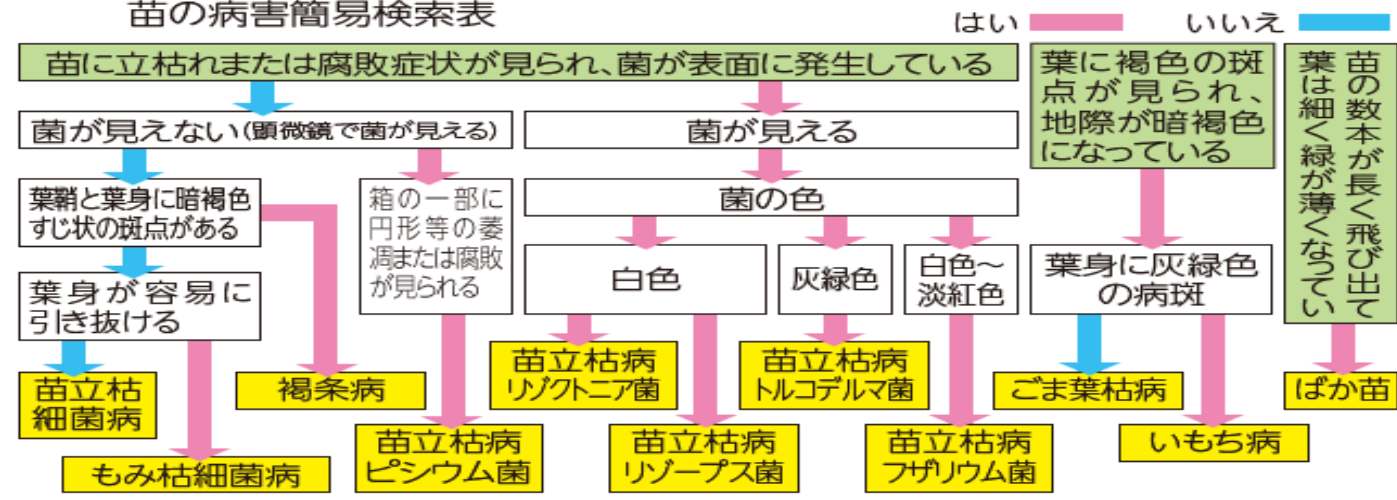 苗の病害簡易検索表
はい
いいえ
苗に立枯れまたは腐敗症状が見られ、菌が表面に発生している
葉に褐色の斑
点が見られ、
地際が暗褐色
になっている
苗の数本が長く飛び出て
葉は細く緑が薄くなってい
菌が見えない(顕微鏡で菌が見える)
菌が見える
葉鞘と葉身に暗褐色
すじ状の斑点がある
箱の一部に
円形等の萎
凋または腐敗
が見られる
菌の色
葉身が容易に
引き抜ける
白色
灰緑色
白色～
淡紅色
葉身に灰緑色
の病斑
苗立枯
細菌病
褐条病
苗立枯病
リゾクトニア菌
苗立枯病
トルコデルマ菌
ごま葉枯病
ばか苗
もみ枯細菌病
苗立枯病
ピシウム菌
苗立枯病
リゾープス菌
苗立枯病
フザリウム菌
いもち病